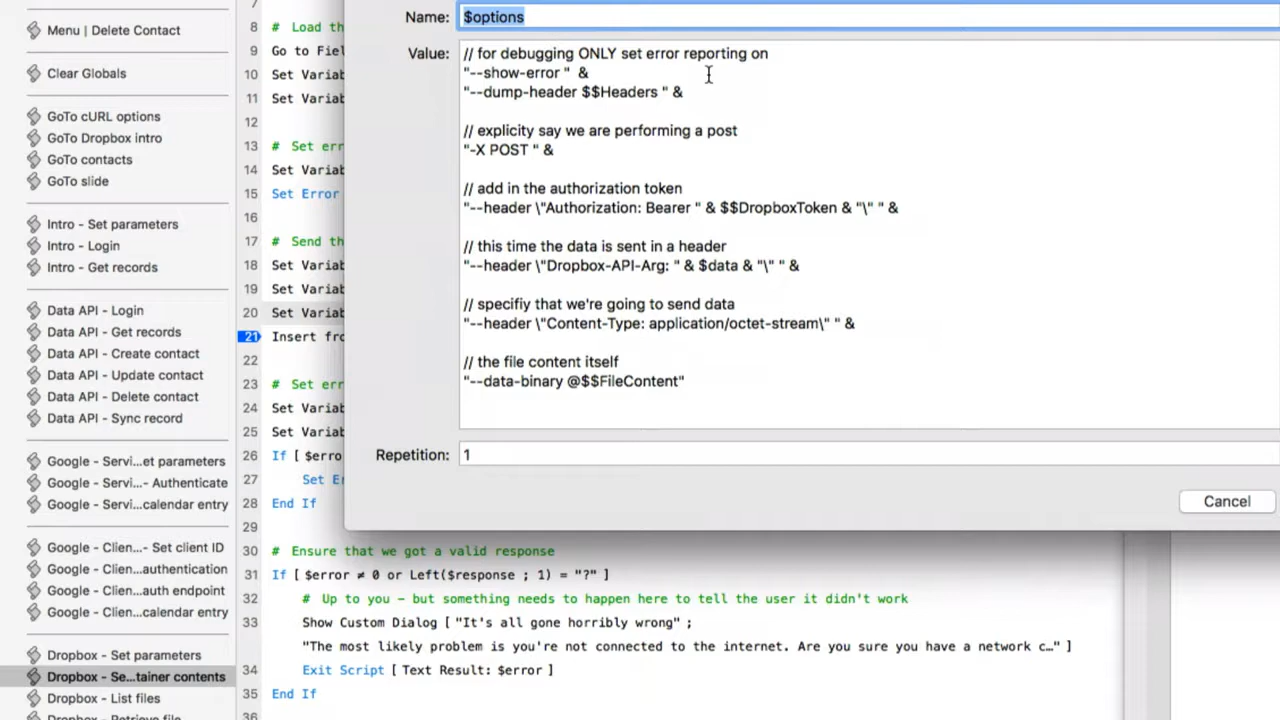 Menu | Delete Contact
Clear Globals
GoTo cURL options
GoTo Dropbox intro
GoTo contacts
GoTo slide
Intro - Set parameters
Intro - Login
Intro - Get records
Data API - Login
Data API - Get records
Data API - Create contact
Data API - Update contact
Data API - Delete contact
Data API - Sync record
Google - Servi...et parameters
Google - Servi...- Authenticate
Google - Servi...calendar entry
Google - Clien...- Set client ID
Google - Clien...authentication
Google - Clien...auth endpoint
Google - Clien...calendar entry
Dropbox - Set parameters
Dropbox - Se...tainer contents
Dropbox - List files
Dropbox - Retrieve file
7
8 # Load th
9 Go to Fiel
10 Set Variab
11 Set Variab
12
13 # Set err
14 Set Variab
15 Set Error
16
17 # Send th
18 Set Variab
19 Set Variab
20 Set Variab
21 Insert fro
22
23 # Set err
24 Set Variab
25 Set Variab
26 If [ $erro
27 Set Er
28 End If
29
30 # Ensure that we got a valid response
31 If [ $error ≠ 0 or Left($response ; 1) = "?" ]
32 # Up to you – but something needs to happen here to tell the user it didn't work
33 Show Custom Dialog [ "It's all gone horribly wrong" ;
"The most likely problem is you're not connected to the internet. Are you sure you have a network c…" ]
34 Exit Script [ Text Result: $error ]
35 End If
36
Name: $options
Value:
// for debugging ONLY set error reporting on
"--show-error " &
"--dump-header $$Headers " &
// explicity say we are performing a post
"-X POST " &
// add in the authorization token
"--header \"Authorization: Bearer " & $$DropboxToken & "\" " &
// this time the data is sent in a header
"--header \"Dropbox-API-Arg: " & $data & "\" " &
// specifiy that we're going to send data
"--header \"Content-Type: application/octet-stream\" " &
// the file content itself
"--data-binary @$$FileContent"
Repetition: 1
Cancel